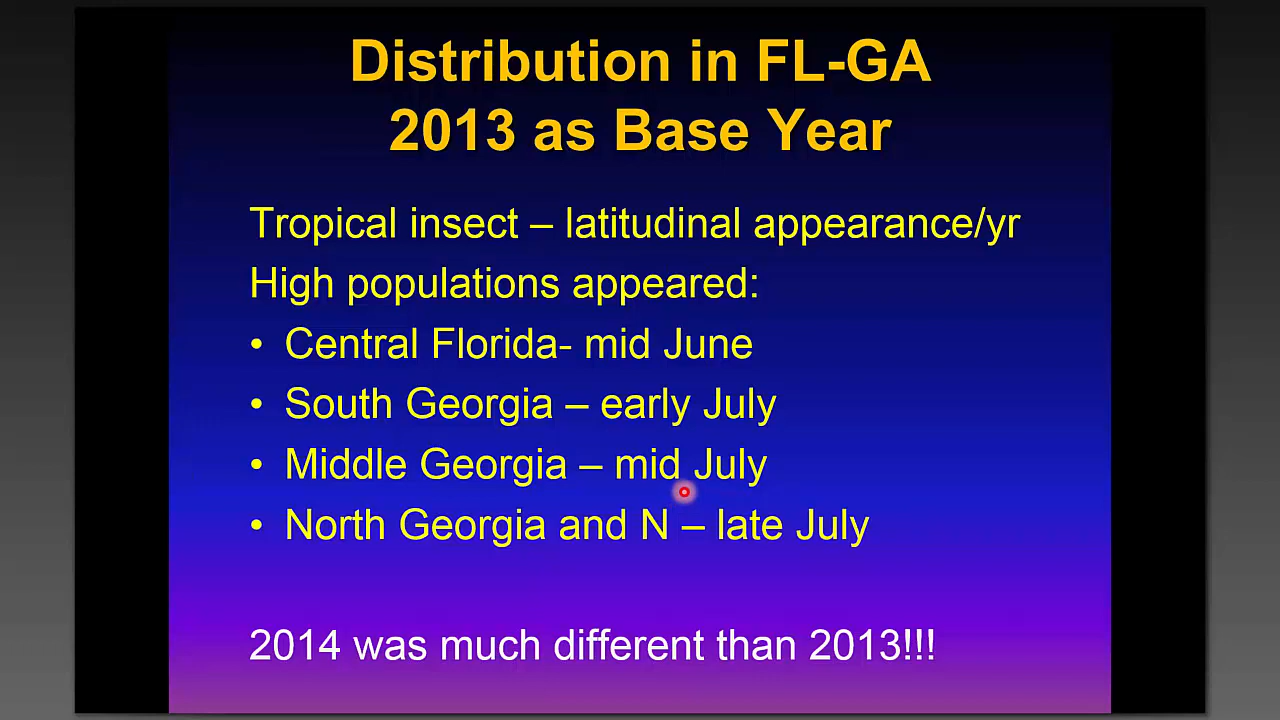 Distribution in FL-GA
2013 as Base Year
Tropical insect – latitudinal appearance/yr
High populations appeared:
• Central Florida- mid June
• South Georgia – early July
• Middle Georgia – mid July
• North Georgia and N – late July
2014 was much different than 2013!!!